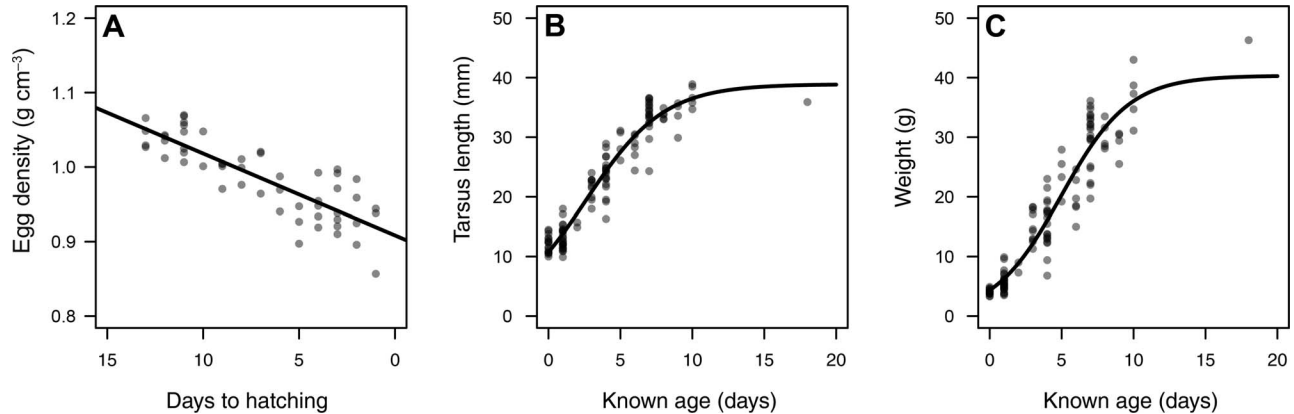 A
Egg density (g cm⁻³)
1.2
1.1
1.0
0.9
0.8
15 10 5 0
Days to hatching
B
Tarsus length (mm)
50
40
30
20
10
0
0 5 10 15 20
Known age (days)
C
Weight (g)
50
40
30
20
10
0
0 5 10 15 20
Known age (days)